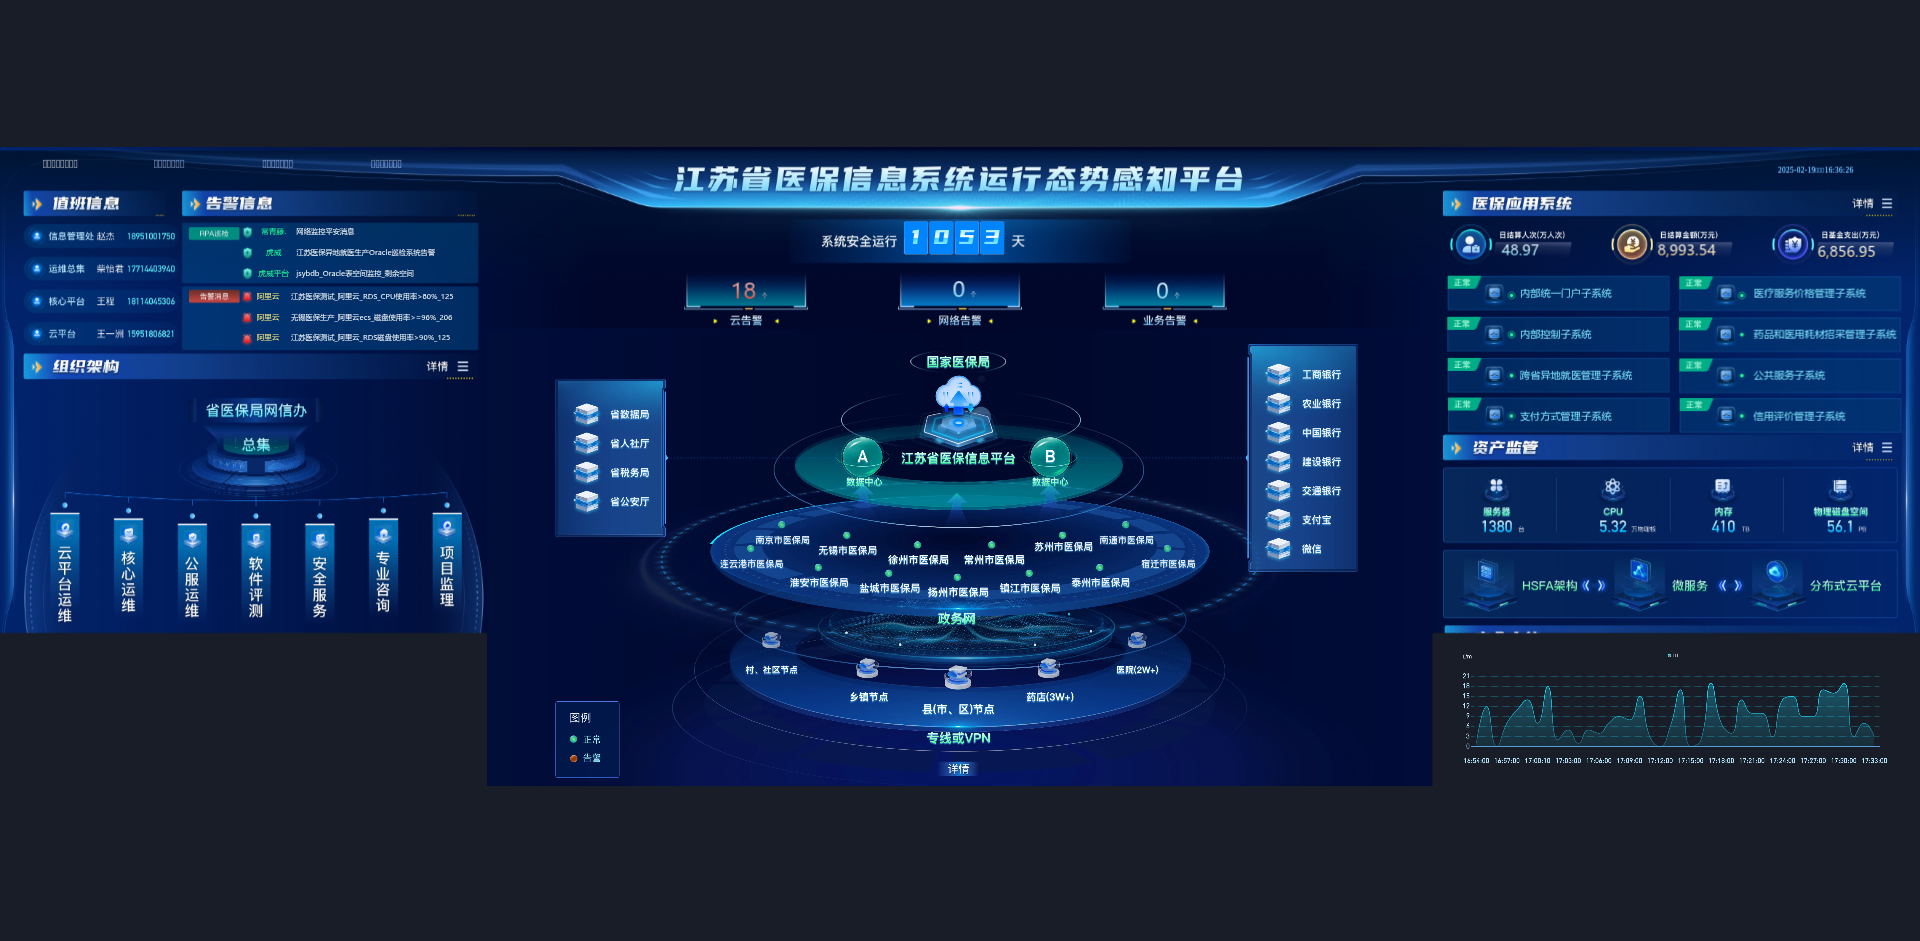 江苏省医保信息系统运行态势感知平台
2025-02-19 16:36:26
值班信息
信息管理处 赵杰 18951001750
运维总集 柴怡君 17714403940
核心平台 王程 18114045306
云平台 王一洲 15951806821
告警信息
RPA巡检 常青藤 网络监控平安消息
虎威 江苏医保异地就医生产Oracle巡检系统告警
虎威平台 jsybdb_Oracle表空间监控_剩余空间
告警消息 阿里云 江苏医保测试_阿里云_RDS_CPU使用率>80%_125
阿里云 无锡医保生产_阿里云ecs_磁盘使用率>=96%_206
阿里云 江苏医保测试_阿里云_RDS磁盘使用率>90%_125
组织架构
详情
省医保局网信办
总集
云平台运维
核心运维
公服运维
软件评测
安全服务
专业咨询
项目监理
系统安全运行 1053 天
18
云告警
0
网络告警
0
业务告警
国家医保局
A
江苏省医保信息平台
B
数据中心
数据中心
省数据局
省人社厅
省税务局
省公安厅
工商银行
农业银行
中国银行
建设银行
交通银行
支付宝
微信
南京市医保局
无锡市医保局
徐州市医保局
常州市医保局
苏州市医保局
南通市医保局
连云港市医保局
淮安市医保局
盐城市医保局
扬州市医保局
镇江市医保局
泰州市医保局
宿迁市医保局
政务网
村、社区节点
乡镇节点
县(市、区)节点
药店(3W+)
医院(2W+)
专线或VPN
详情
图例
正常
告警
医保应用系统
详情
日结算人次(万人次)
48.97
日结算金额(万元)
8,993.54
日基金支出(万元)
6,856.95
正常 内部统一门户子系统
正常 医疗服务价格管理子系统
正常 内部控制子系统
正常 药品和医用耗材招采管理子系统
正常 跨省异地就医管理子系统
正常 公共服务子系统
正常 支付方式管理子系统
正常 信用评价管理子系统
资产监管
详情
服务器
1380 台
CPU
5.32 万物理核
内存
410 TB
物理磁盘空间
56.1 PB
HSFA架构
微服务
分布式云平台
21
18
15
12
9
6
3
0
16:54:00 16:57:00 17:00:10 17:03:00 17:06:00 17:09:00 17:12:00 17:15:00 17:18:00 17:21:00 17:24:00 17:27:00 17:30:00 17:33:00